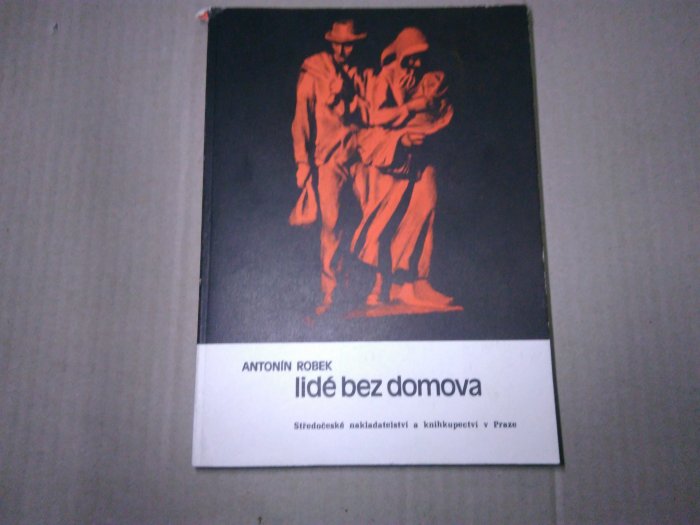 ANTONÍN ROBEK
lidé bez domova
Středočeské nakladatelství a knihkupectví v Praze